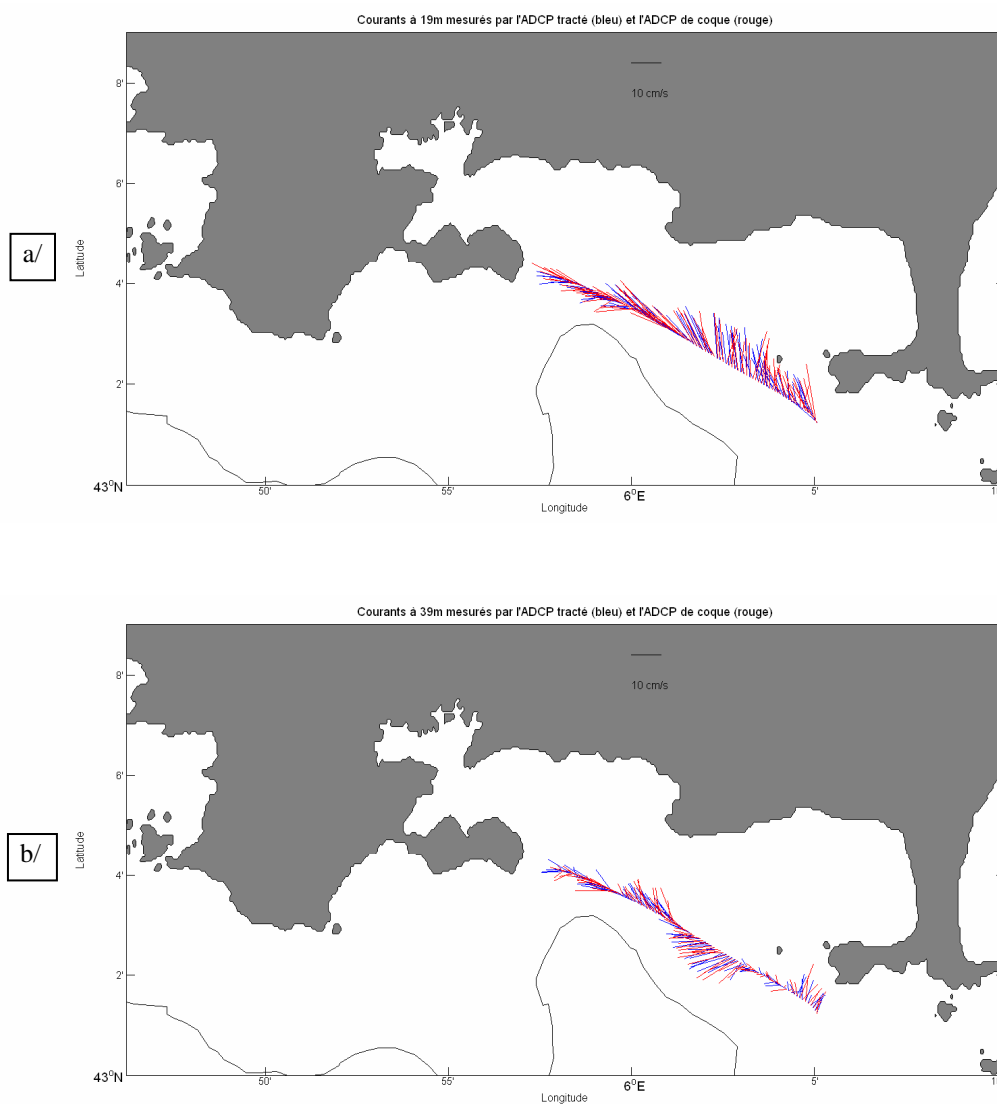 Courants à 19m mesurés par l'ADCP tracté (bleu) et l'ADCP de coque (rouge)
8'
10 cm/s
6'
a/
Latitude
4'
2'
43°N
50'
55'
6°E
5'
1
Longitude
Courants à 39m mesurés par l'ADCP tracté (bleu) et l'ADCP de coque (rouge)
8'
10 cm/s
6'
b/
Latitude
4'
2'
43°N
50'
55'
6°E
5'
1
Longitude